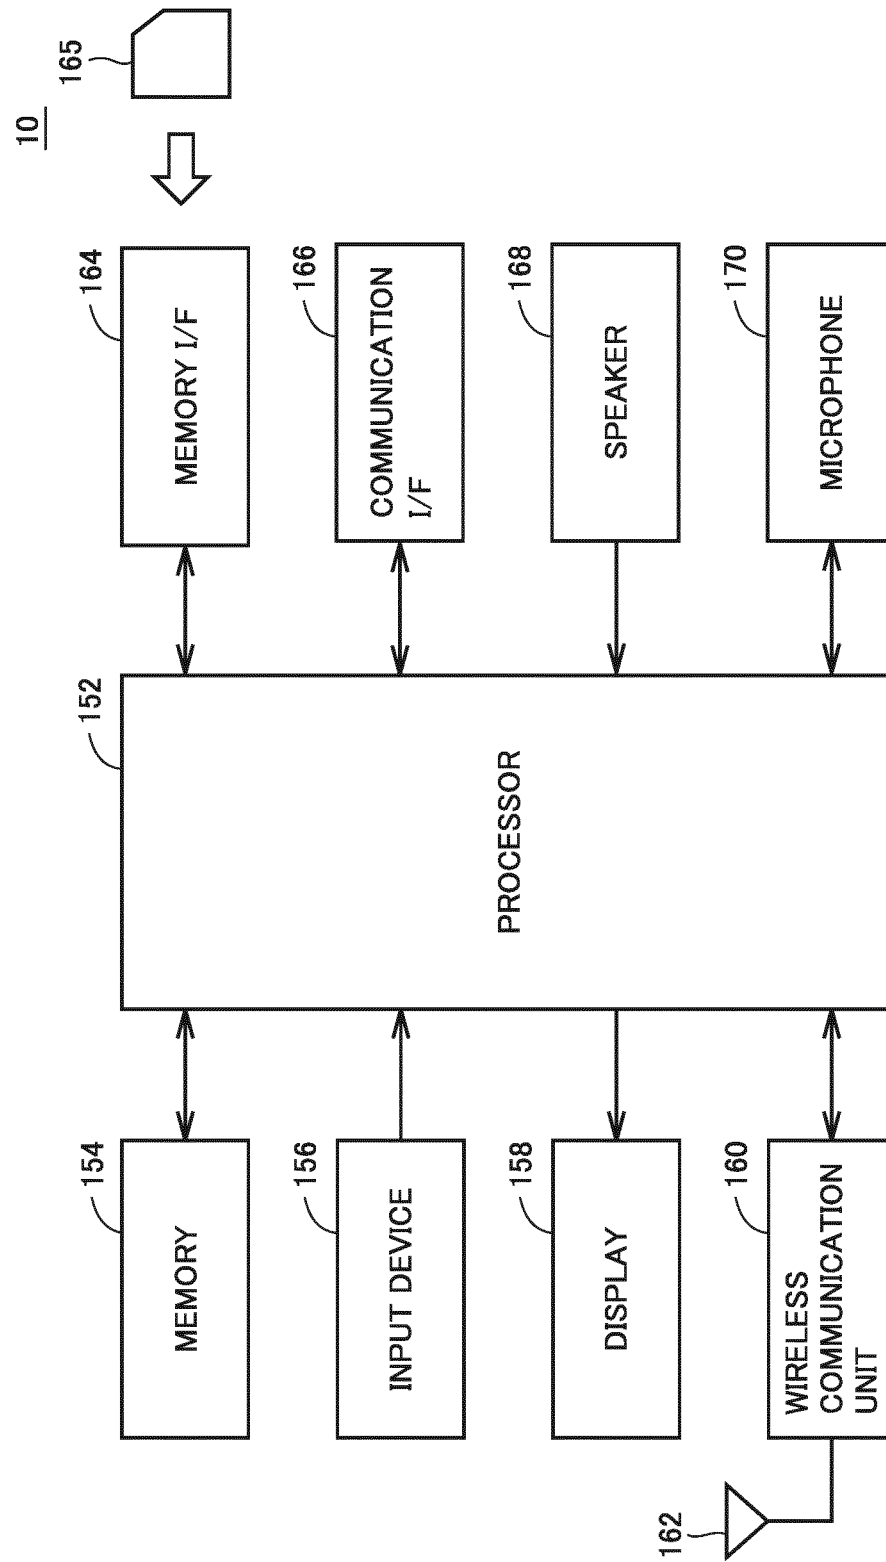 10
152
PROCESSOR
154
MEMORY
156
INPUT DEVICE
158
DISPLAY
160
WIRELESS
COMMUNICATION
UNIT
162
164
MEMORY I/F
165
166
COMMUNICATION
I/F
168
SPEAKER
170
MICROPHONE